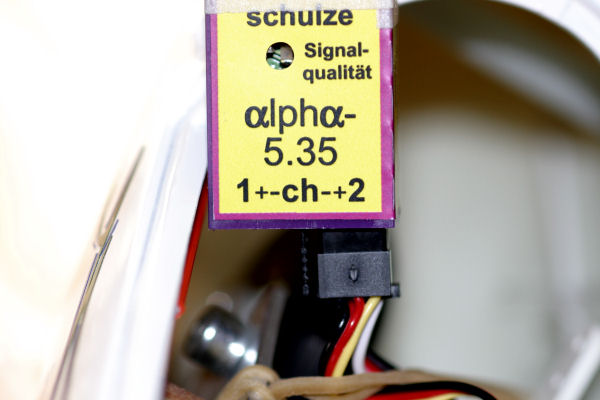 schulze
Signal-
qualität
αlphα-
5.35
1+-ch-+2